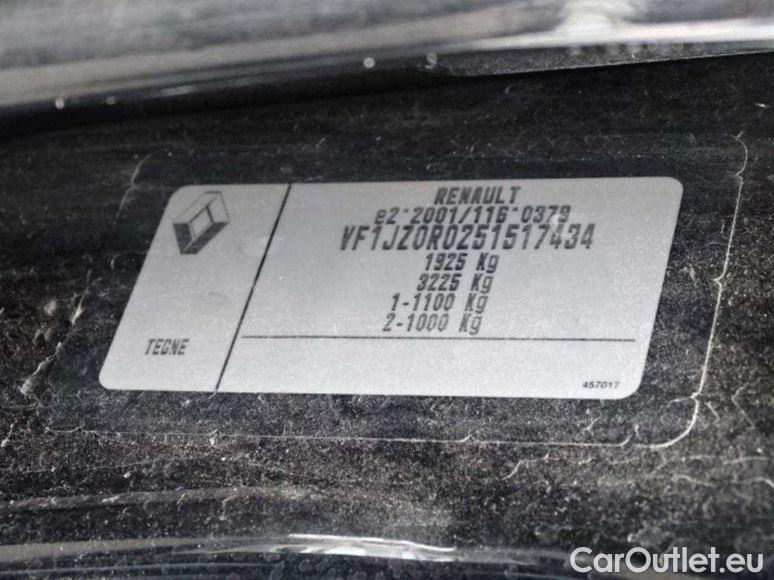 RENAULT
e2*2001/116*0379
VF1JZ0R0251517434
1925 Kg
3225 Kg
1-1100 Kg
2-1000 Kg
TECNE
457017
CarOutlet.eu